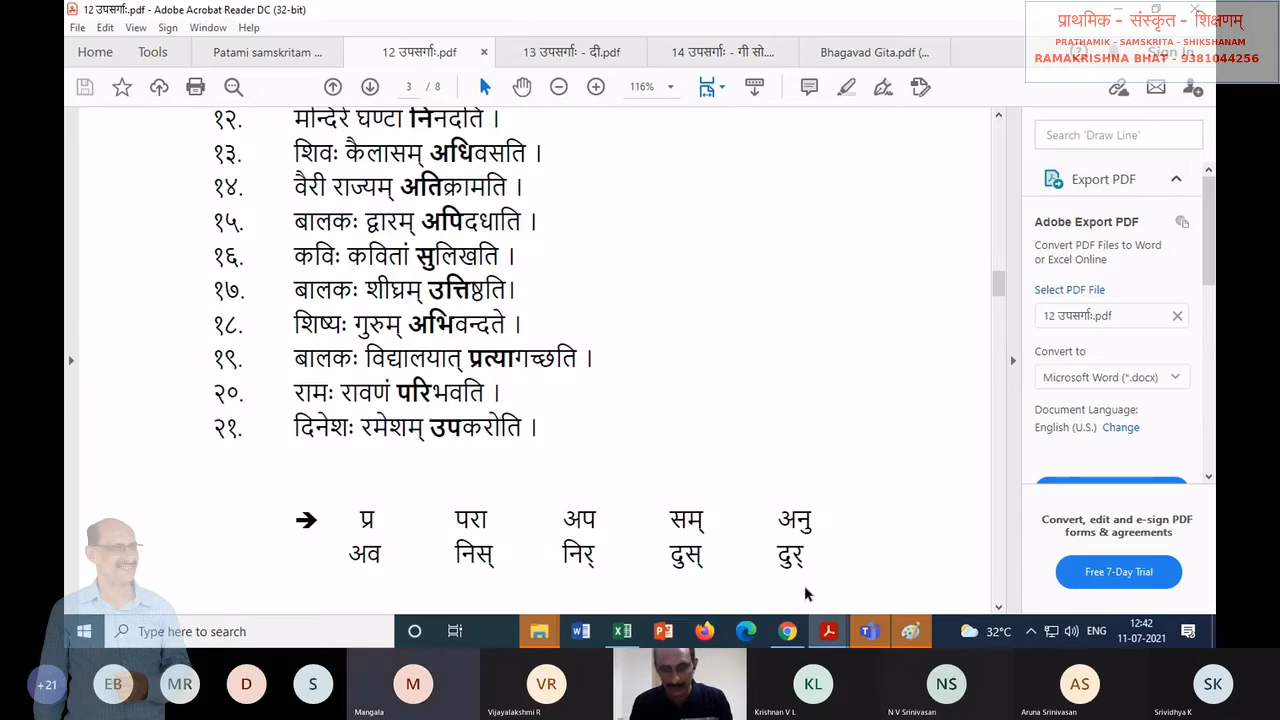 12 उपसर्गाः.pdf - Adobe Acrobat Reader DC (32-bit)
प्राथमिक - संस्कृत - शिक्षणम्
File Edit View Sign Window Help
PRATHAMIK - SAMSKRITA - SHIKSHANAM
Home Tools Patami samskritam ... 12 उपसर्गाः.pdf × 13 उपसर्गाः - दी.pdf 14 उपसर्गाः - गी सो.... Bhagavad Gita.pdf (... Sign In
RAMAKRISHNA BHAT - 9381044256
3 / 8 116%
१२. मन्दिरे घण्टा निनदति ।
१३. शिवः कैलासम् अधिवसति ।
१४. वैरी राज्यम् अतिक्रामति ।
१५. बालकः द्वारम् अपिदधाति ।
१६. कविः कवितां सुलिखति ।
१७. बालकः शीघ्रम् उत्तिष्ठति।
१८. शिष्यः गुरुम् अभिवन्दते ।
१९. बालकः विद्यालयात् प्रत्यागच्छति ।
२०. रामः रावणं परिभवति ।
२१. दिनेशः रमेशम् उपकरोति ।
➔ प्र परा अप सम् अनु
अव निस् निर् दुस् दुर्
Search 'Draw Line'
Export PDF
Adobe Export PDF
Convert PDF Files to Word
or Excel Online
Select PDF File
12 उपसर्गाः.pdf
Convert to
Microsoft Word (*.docx)
Document Language:
English (U.S.) Change
Convert, edit and e-sign PDF
forms & agreements
Free 7-Day Trial
Type here to search
32°C ENG
12:42
11-07-2021
+21 EB MR D S M VR KL NS AS SK
Mangala Vijayalakshmi R Krishnan V L N V Srinivasan Aruna Srinivasan Srividhya K